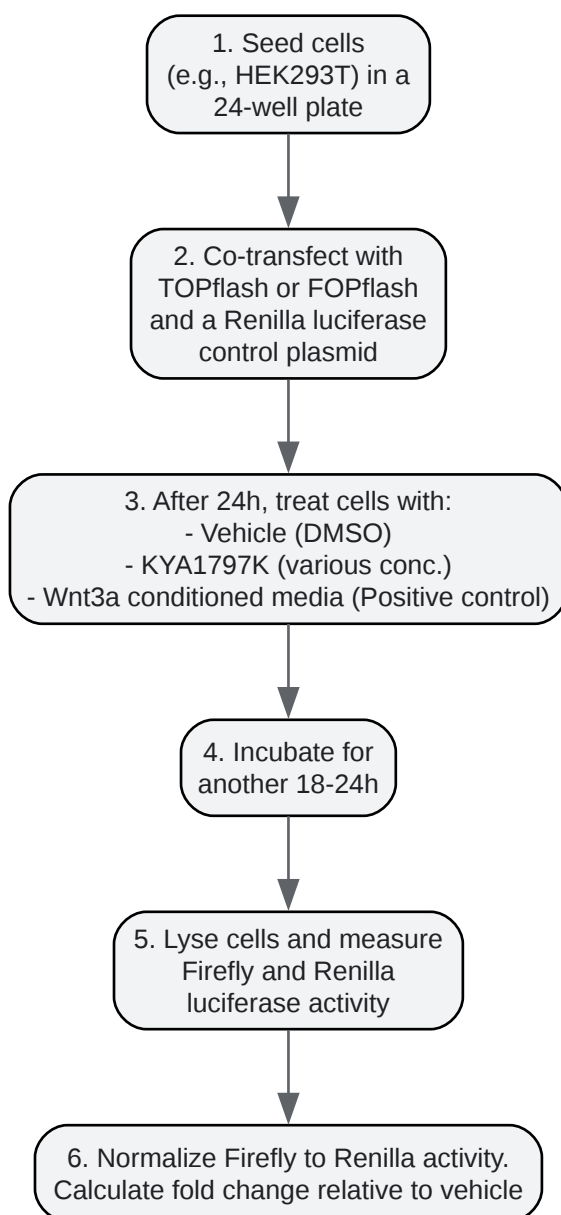 1. Seed cells
(e.g., HEK293T) in a
24-well plate
2. Co-transfect with
TOPflash or FOPflash
and a Renilla luciferase
control plasmid
3. After 24h, treat cells with:
- Vehicle (DMSO)
- KYA1797K (various conc.)
- Wnt3a conditioned media (Positive control)
4. Incubate for
another 18-24h
5. Lyse cells and measure
Firefly and Renilla
luciferase activity
6. Normalize Firefly to Renilla activity.
Calculate fold change relative to vehicle